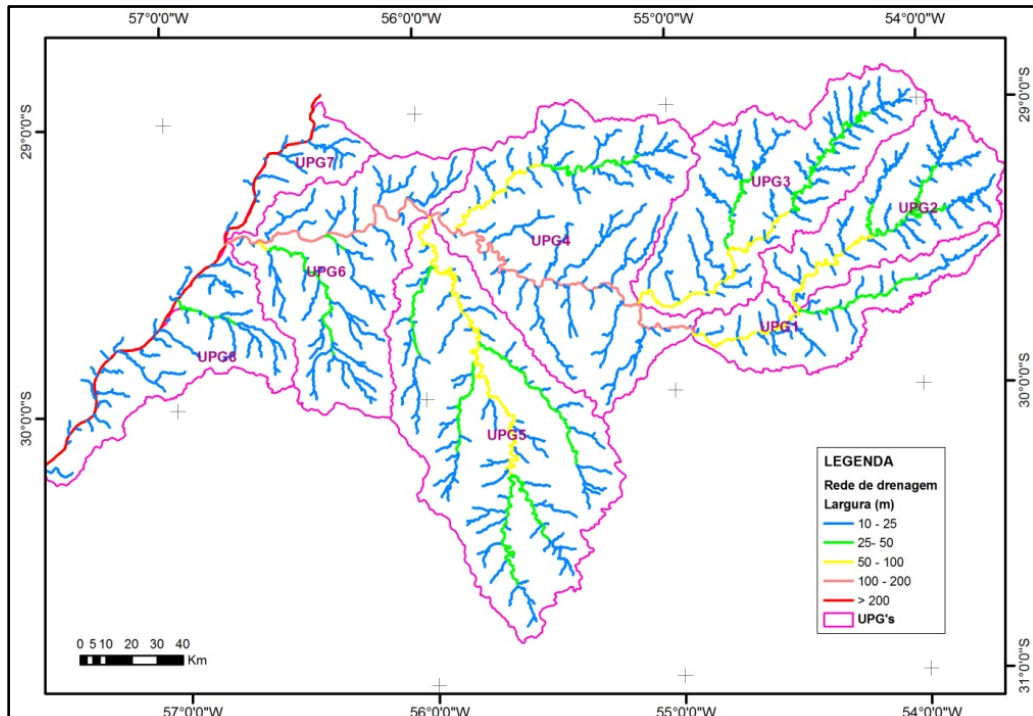 57°0'0"W
56°0'0"W
55°0'0"W
54°0'0"W
29°0'0"S
29°0'0"S
UPG7
UPG3
UPG2
UPG4
UPG6
UPG1
UPG8
30°0'0"S
30°0'0"S
UPG5
LEGENDA
Rede de drenagem
Largura (m)
10 - 25
25- 50
50 - 100
100 - 200
> 200
UPG's
0 5 10 20 30 40
Km
31°0'0"S
57°0'0"W
56°0'0"W
55°0'0"W
54°0'0"W